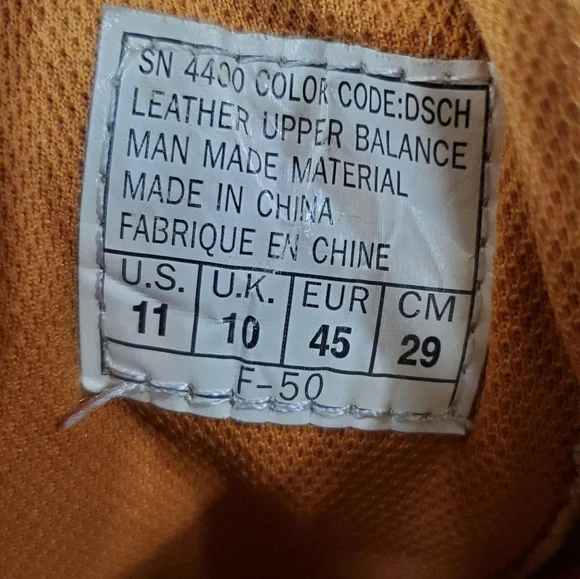 SN 4400 COLOR CODE:DSCH
LEATHER UPPER BALANCE
MAN MADE MATERIAL
MADE IN CHINA
FABRIQUE EN CHINE
U.S. U.K. EUR CM
11 10 45 29
F-50